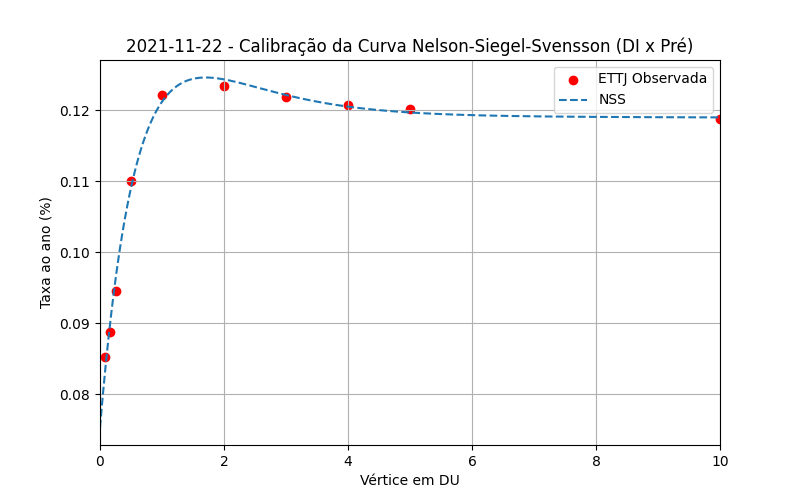 2021-11-22 - Calibração da Curva Nelson-Siegel-Svensson (DI x Pré)
ETTJ Observada
NSS
Taxa ao ano (%)
0.12
0.11
0.10
0.09
0.08
0 2 4 6 8 10
Vértice em DU